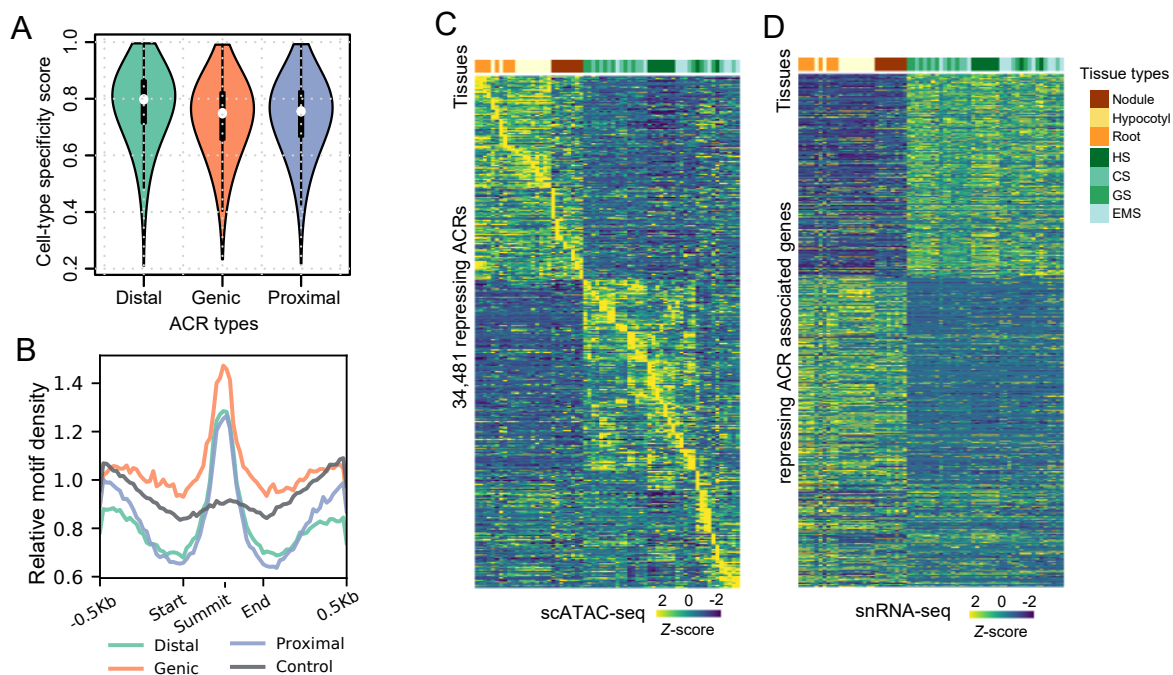 A
Cell-type specificity score
1.0
0.8
0.6
0.4
0.2
Distal Genic Proximal
ACR types
B
Relative motif density
1.4
1.2
1.0
0.8
0.6
-0.5Kb Start Summit End 0.5Kb
Distal Proximal
Genic Control
C
Tissues
34,481 repressing ACRs
scATAC-seq
2 0 -2
Z-score
D
Tissues
repressing ACR associated genes
snRNA-seq
2 0 -2
Z-score
Tissue types
Nodule
Hypocotyl
Root
HS
CS
GS
EMS